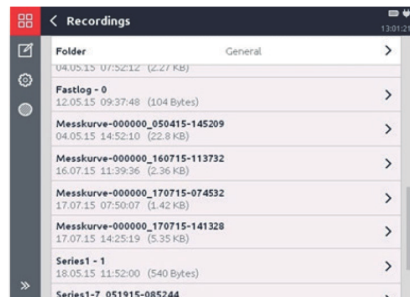 Recordings
13:01:21
Folder General
04.05.15 07:52:12 (2.27 KB)
Fastlog - 0
12.05.15 09:37:48 (104 Bytes)
Messkurve-000000_050415-145209
04.05.15 14:52:10 (22.8 KB)
Messkurve-000000_160715-113732
16.07.15 11:39:36 (2.36 KB)
Messkurve-000000_170715-074532
17.07.15 07:50:07 (1.42 KB)
Messkurve-000000_170715-141328
17.07.15 14:25:19 (5.35 KB)
Series1 - 1
18.05.15 11:52:00 (540 Bytes)
Series1-7_051915-085244